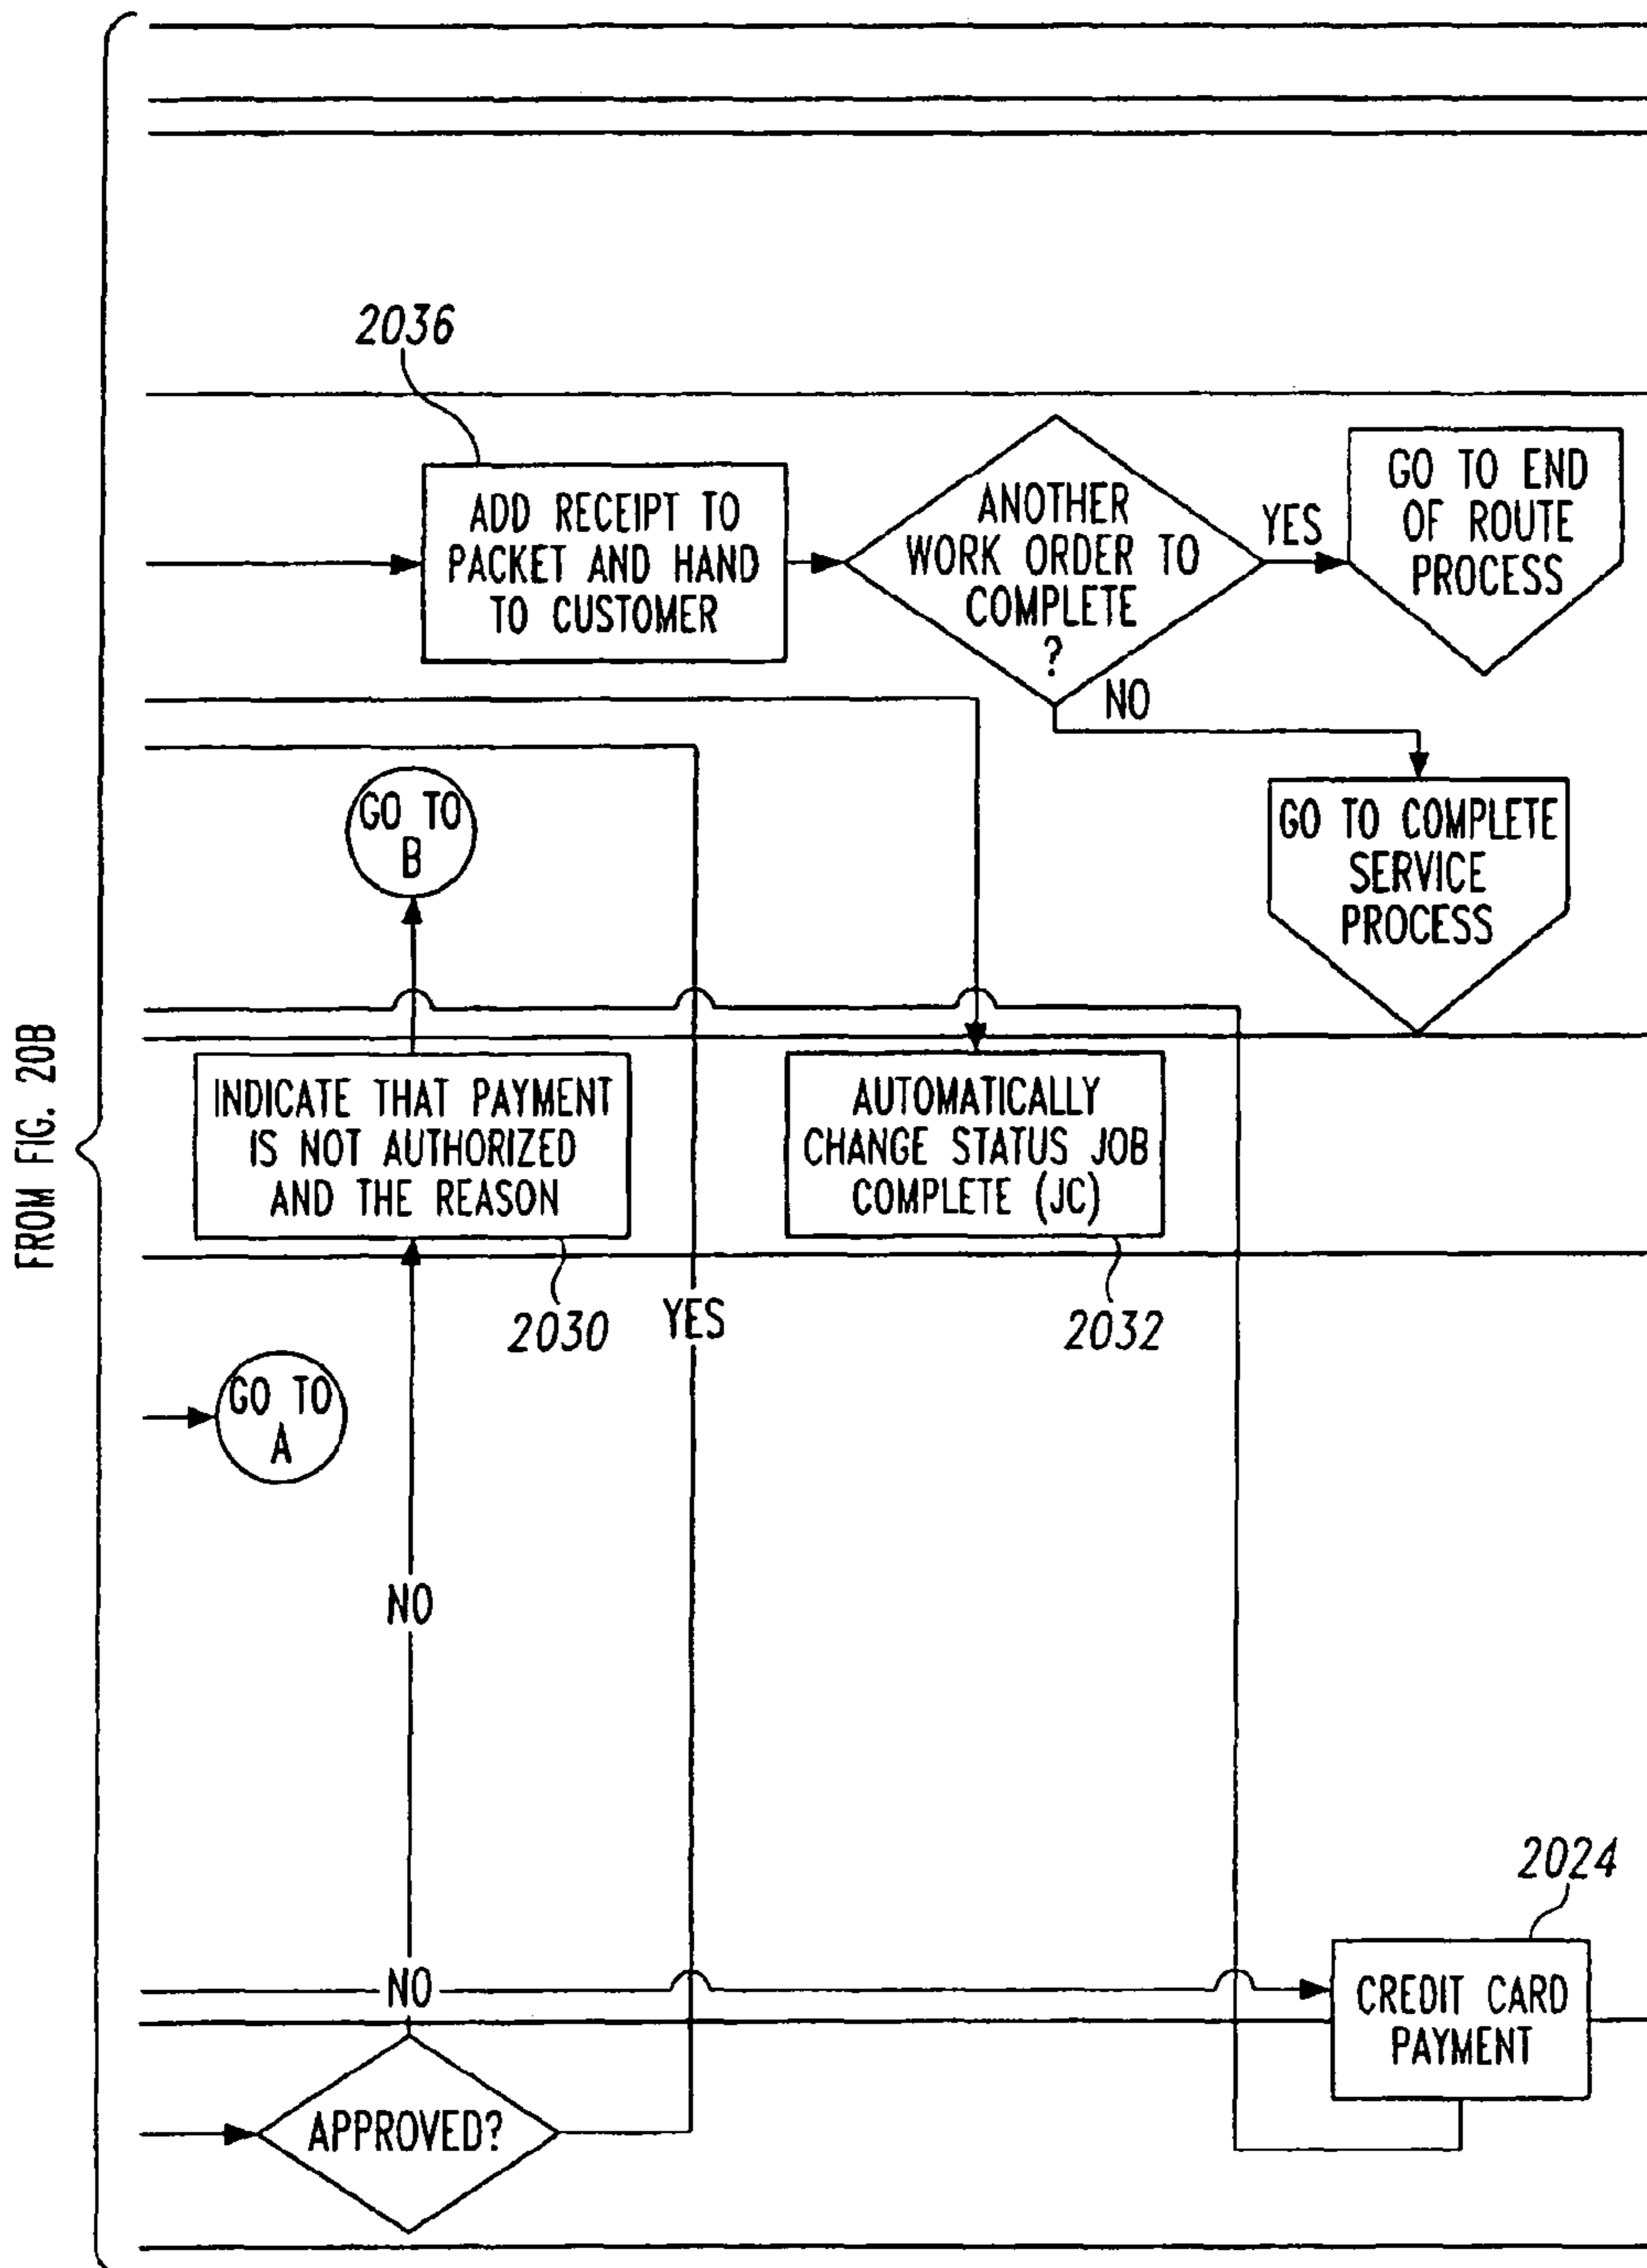 FROM FIG. 20B
2036
ADD RECEIPT TO
PACKET AND HAND
TO CUSTOMER
ANOTHER
WORK ORDER TO
COMPLETE
?
YES
GO TO END
OF ROUTE
PROCESS
NO
GO TO COMPLETE
SERVICE
PROCESS
GO TO
B
INDICATE THAT PAYMENT
IS NOT AUTHORIZED
AND THE REASON
2030
YES
AUTOMATICALLY
CHANGE STATUS JOB
COMPLETE (JC)
2032
GO TO
A
NO
NO
2024
CREDIT CARD
PAYMENT
APPROVED?